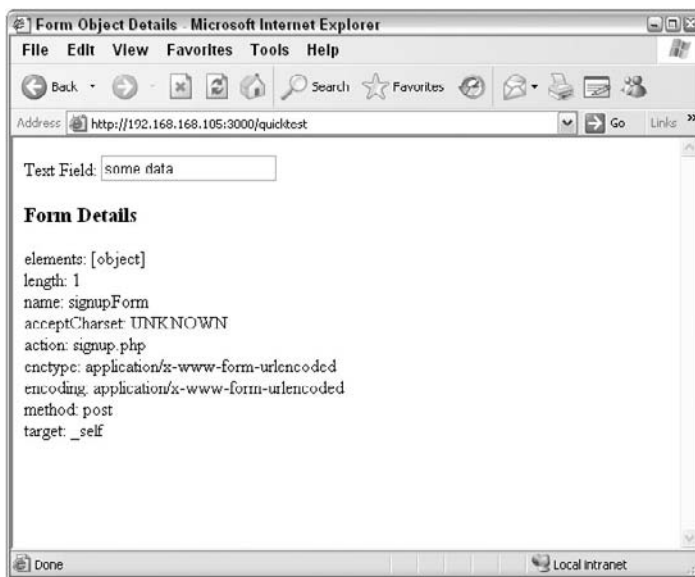 Form Object Details - Microsoft Internet Explorer
File Edit View Favorites Tools Help
Back Search Favorites
Address http://192.168.168.105:3000/quicktest Go Links »
Text Field: some data
Form Details
elements: [object]
length: 1
name: signupForm
acceptCharset: UNKNOWN
action: signup.php
enctype: application/x-www-form-urlencoded
encoding: application/x-www-form-urlencoded
method: post
target: _self
Done Local intranet